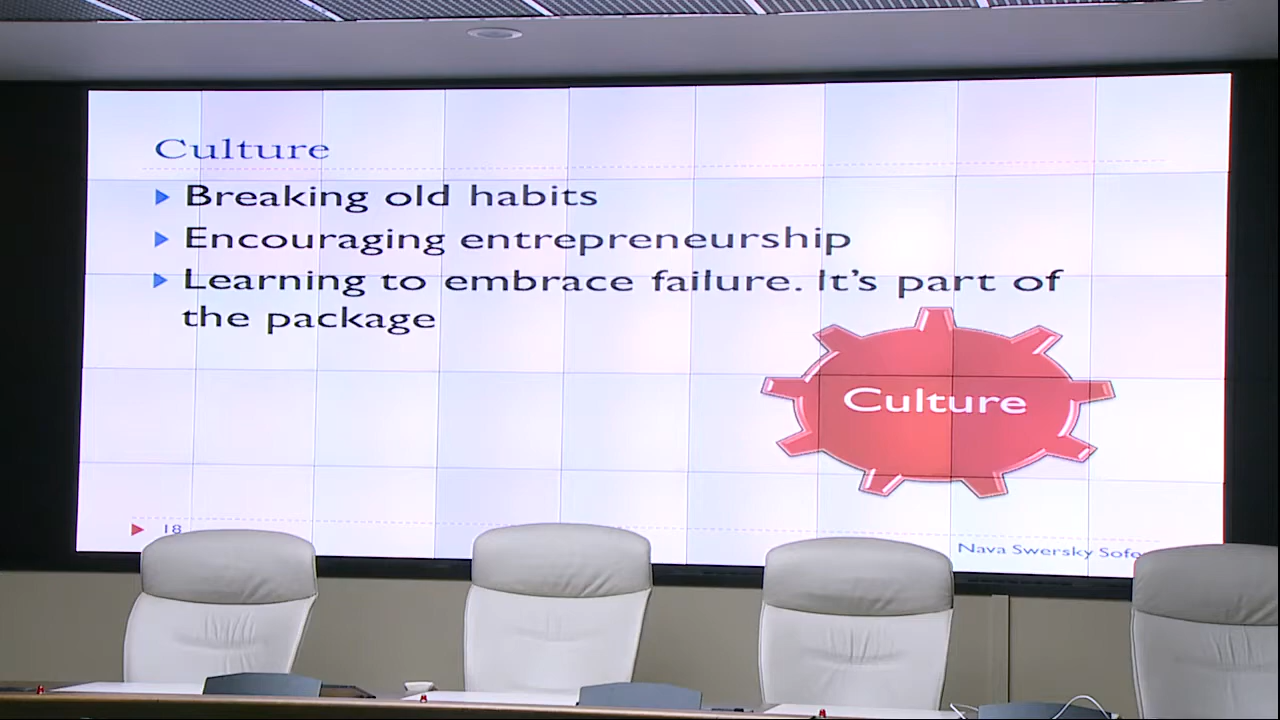 Culture
Breaking old habits
Encouraging entrepreneurship
Learning to embrace failure. It's part of
the package
Culture
18
Nava Swersky